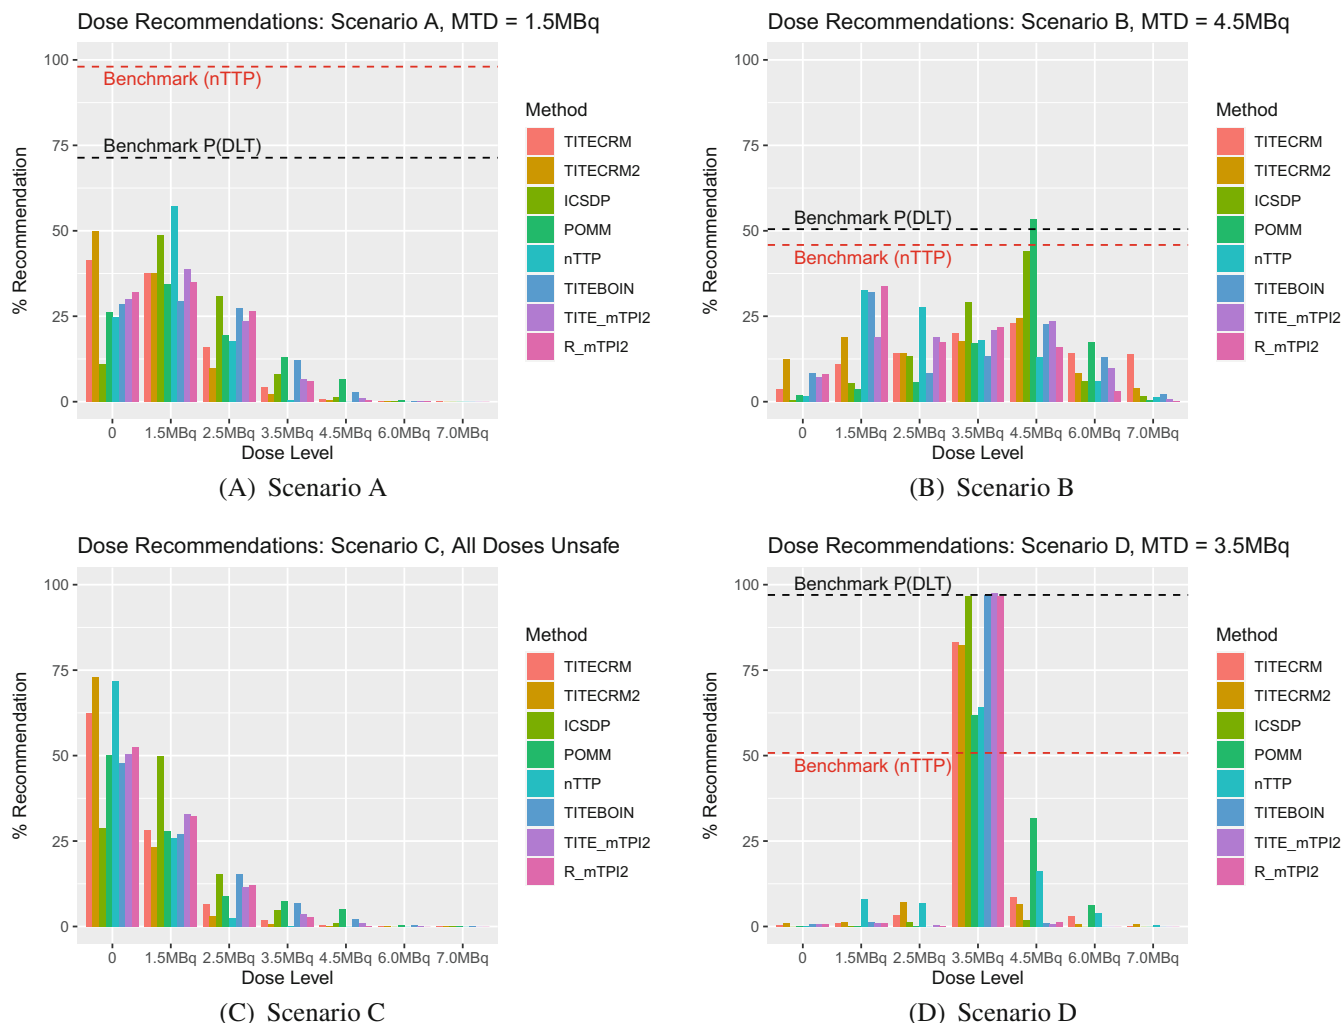 Dose Recommendations: Scenario A, MTD = 1.5MBq
% Recommendation
100
75
50
25
0
Benchmark (nTTP)
Benchmark P(DLT)
0 1.5MBq 2.5MBq 3.5MBq 4.5MBq 6.0MBq 7.0MBq
Dose Level
Method
TITECRM
TITECRM2
ICSDP
POMM
nTTP
TITEBOIN
TITE_mTPI2
R_mTPI2
(A) Scenario A
Dose Recommendations: Scenario B, MTD = 4.5MBq
% Recommendation
100
75
50
25
0
Benchmark P(DLT)
Benchmark (nTTP)
0 1.5MBq 2.5MBq 3.5MBq 4.5MBq 6.0MBq 7.0MBq
Dose Level
Method
TITECRM
TITECRM2
ICSDP
POMM
nTTP
TITEBOIN
TITE_mTPI2
R_mTPI2
(B) Scenario B
Dose Recommendations: Scenario C, All Doses Unsafe
% Recommendation
100
75
50
25
0
0 1.5MBq 2.5MBq 3.5MBq 4.5MBq 6.0MBq 7.0MBq
Dose Level
Method
TITECRM
TITECRM2
ICSDP
POMM
nTTP
TITEBOIN
TITE_mTPI2
R_mTPI2
(C) Scenario C
Dose Recommendations: Scenario D, MTD = 3.5MBq
% Recommendation
100
75
50
25
0
Benchmark P(DLT)
Benchmark (nTTP)
0 1.5MBq 2.5MBq 3.5MBq 4.5MBq 6.0MBq 7.0MBq
Dose Level
Method
TITECRM
TITECRM2
ICSDP
POMM
nTTP
TITEBOIN
TITE_mTPI2
R_mTPI2
(D) Scenario D